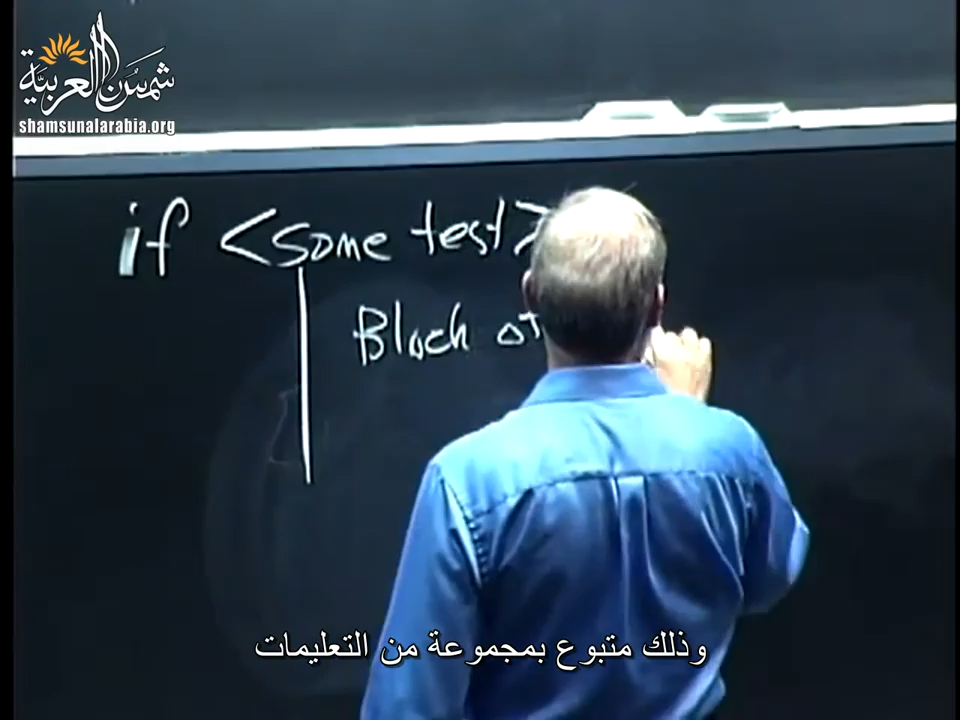 شمس العربية
shamsunalarabia.org
if <some test>
Block of
وذلك متبوع بمجموعة من التعليمات